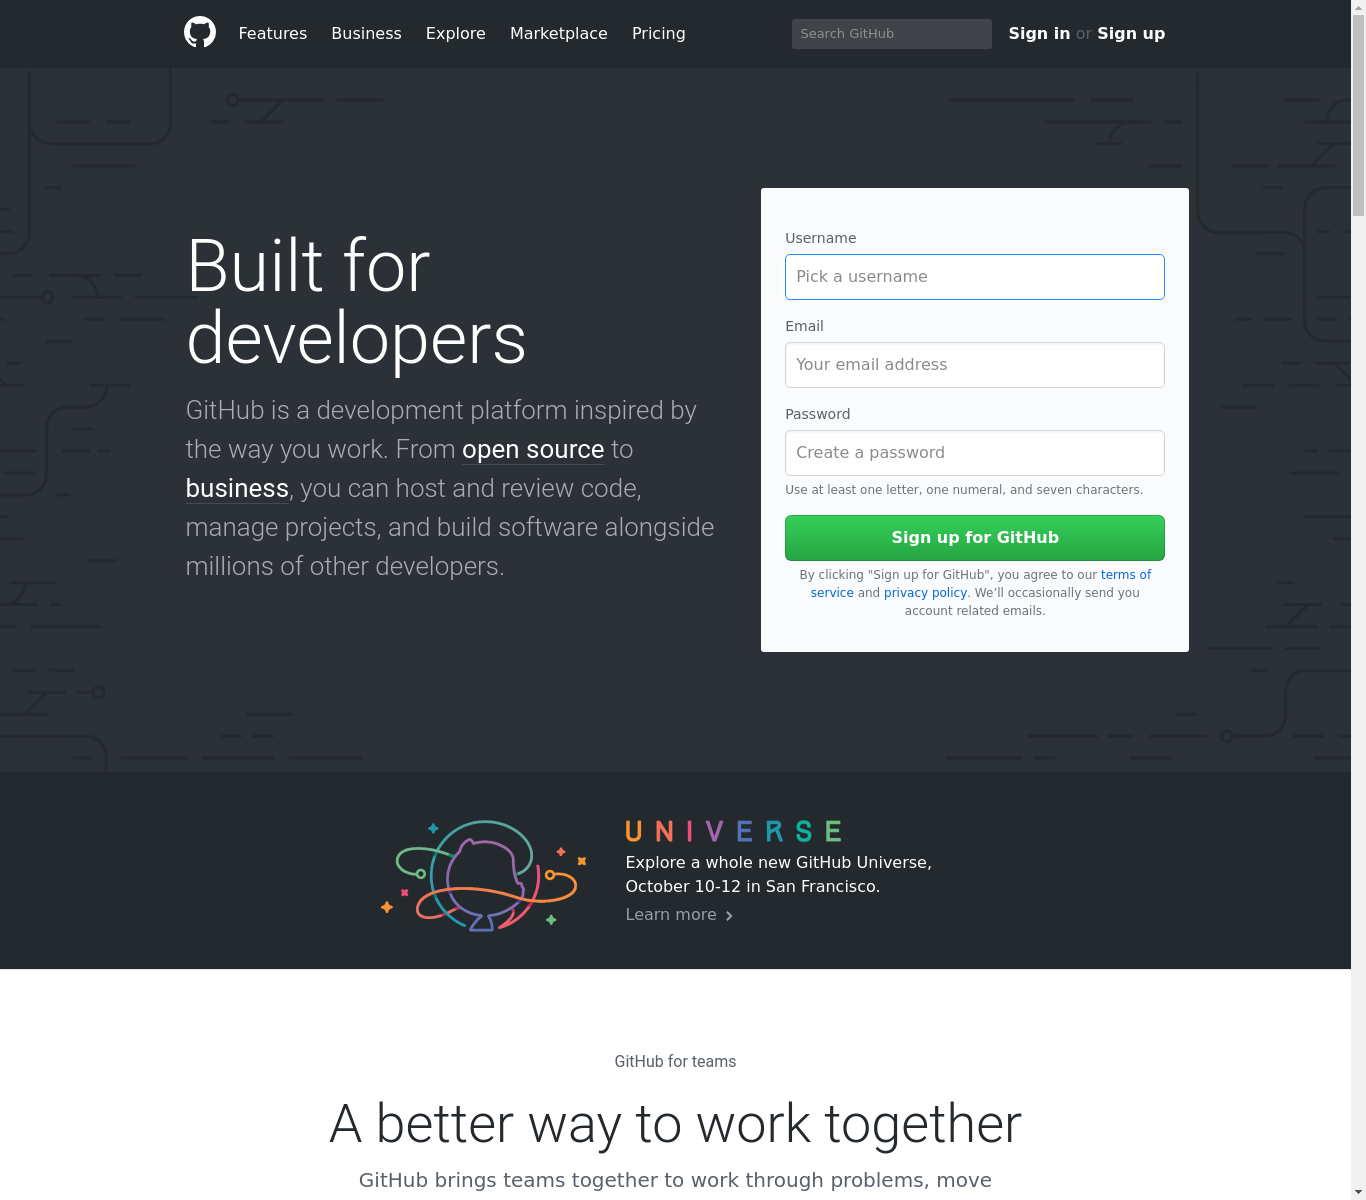 Features Business Explore Marketplace Pricing Search GitHub Sign in or Sign up
Built for
developers
GitHub is a development platform inspired by
the way you work. From open source to
business, you can host and review code,
manage projects, and build software alongside
millions of other developers.
Username
Pick a username
Email
Your email address
Password
Create a password
Use at least one letter, one numeral, and seven characters.
Sign up for GitHub
By clicking "Sign up for GitHub", you agree to our terms of
service and privacy policy. We’ll occasionally send you
account related emails.
UNIVERSE
Explore a whole new GitHub Universe,
October 10-12 in San Francisco.
Learn more
GitHub for teams
A better way to work together
GitHub brings teams together to work through problems, move